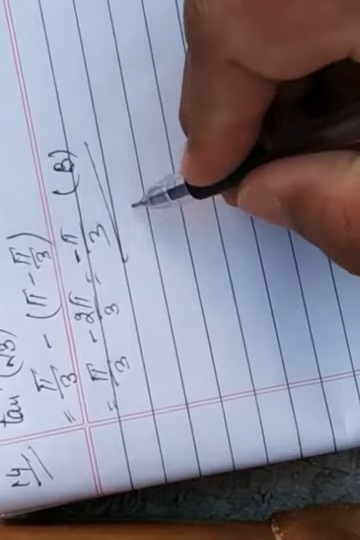 14 tan⁻¹(√3)
= π/3 - (π - π/3)
= π/3 - 2π/3 = -π/3 (B)